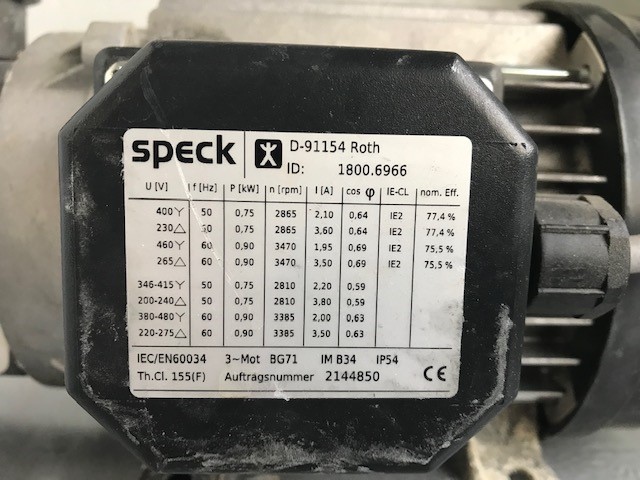 speck D-91154 Roth
ID: 1800.6966
U [V] f [Hz] P [kW] n [rpm] I (A) cos φ IE-CL nom. Eff.
400 Y 50 0,75 2865 2,10 0,64 IE2 77,4 %
230 △ 50 0,75 2865 3,60 0,64 IE2 77,4 %
460 Y 60 0,90 3470 1,95 0,69 IE2 75,5 %
265 △ 60 0,90 3470 3,50 0,69 IE2 75,5 %
346-415 Y 50 0,75 2810 2,20 0,59
200-240 △ 50 0,75 2810 3,80 0,59
380-480 Y 60 0,90 3385 2,00 0,63
220-275 △ 60 0,90 3385 3,50 0,63
IEC/EN60034 3~Mot BG71 IM B34 IP54
Th.Cl. 155(F) Auftragsnummer 2144850 CE